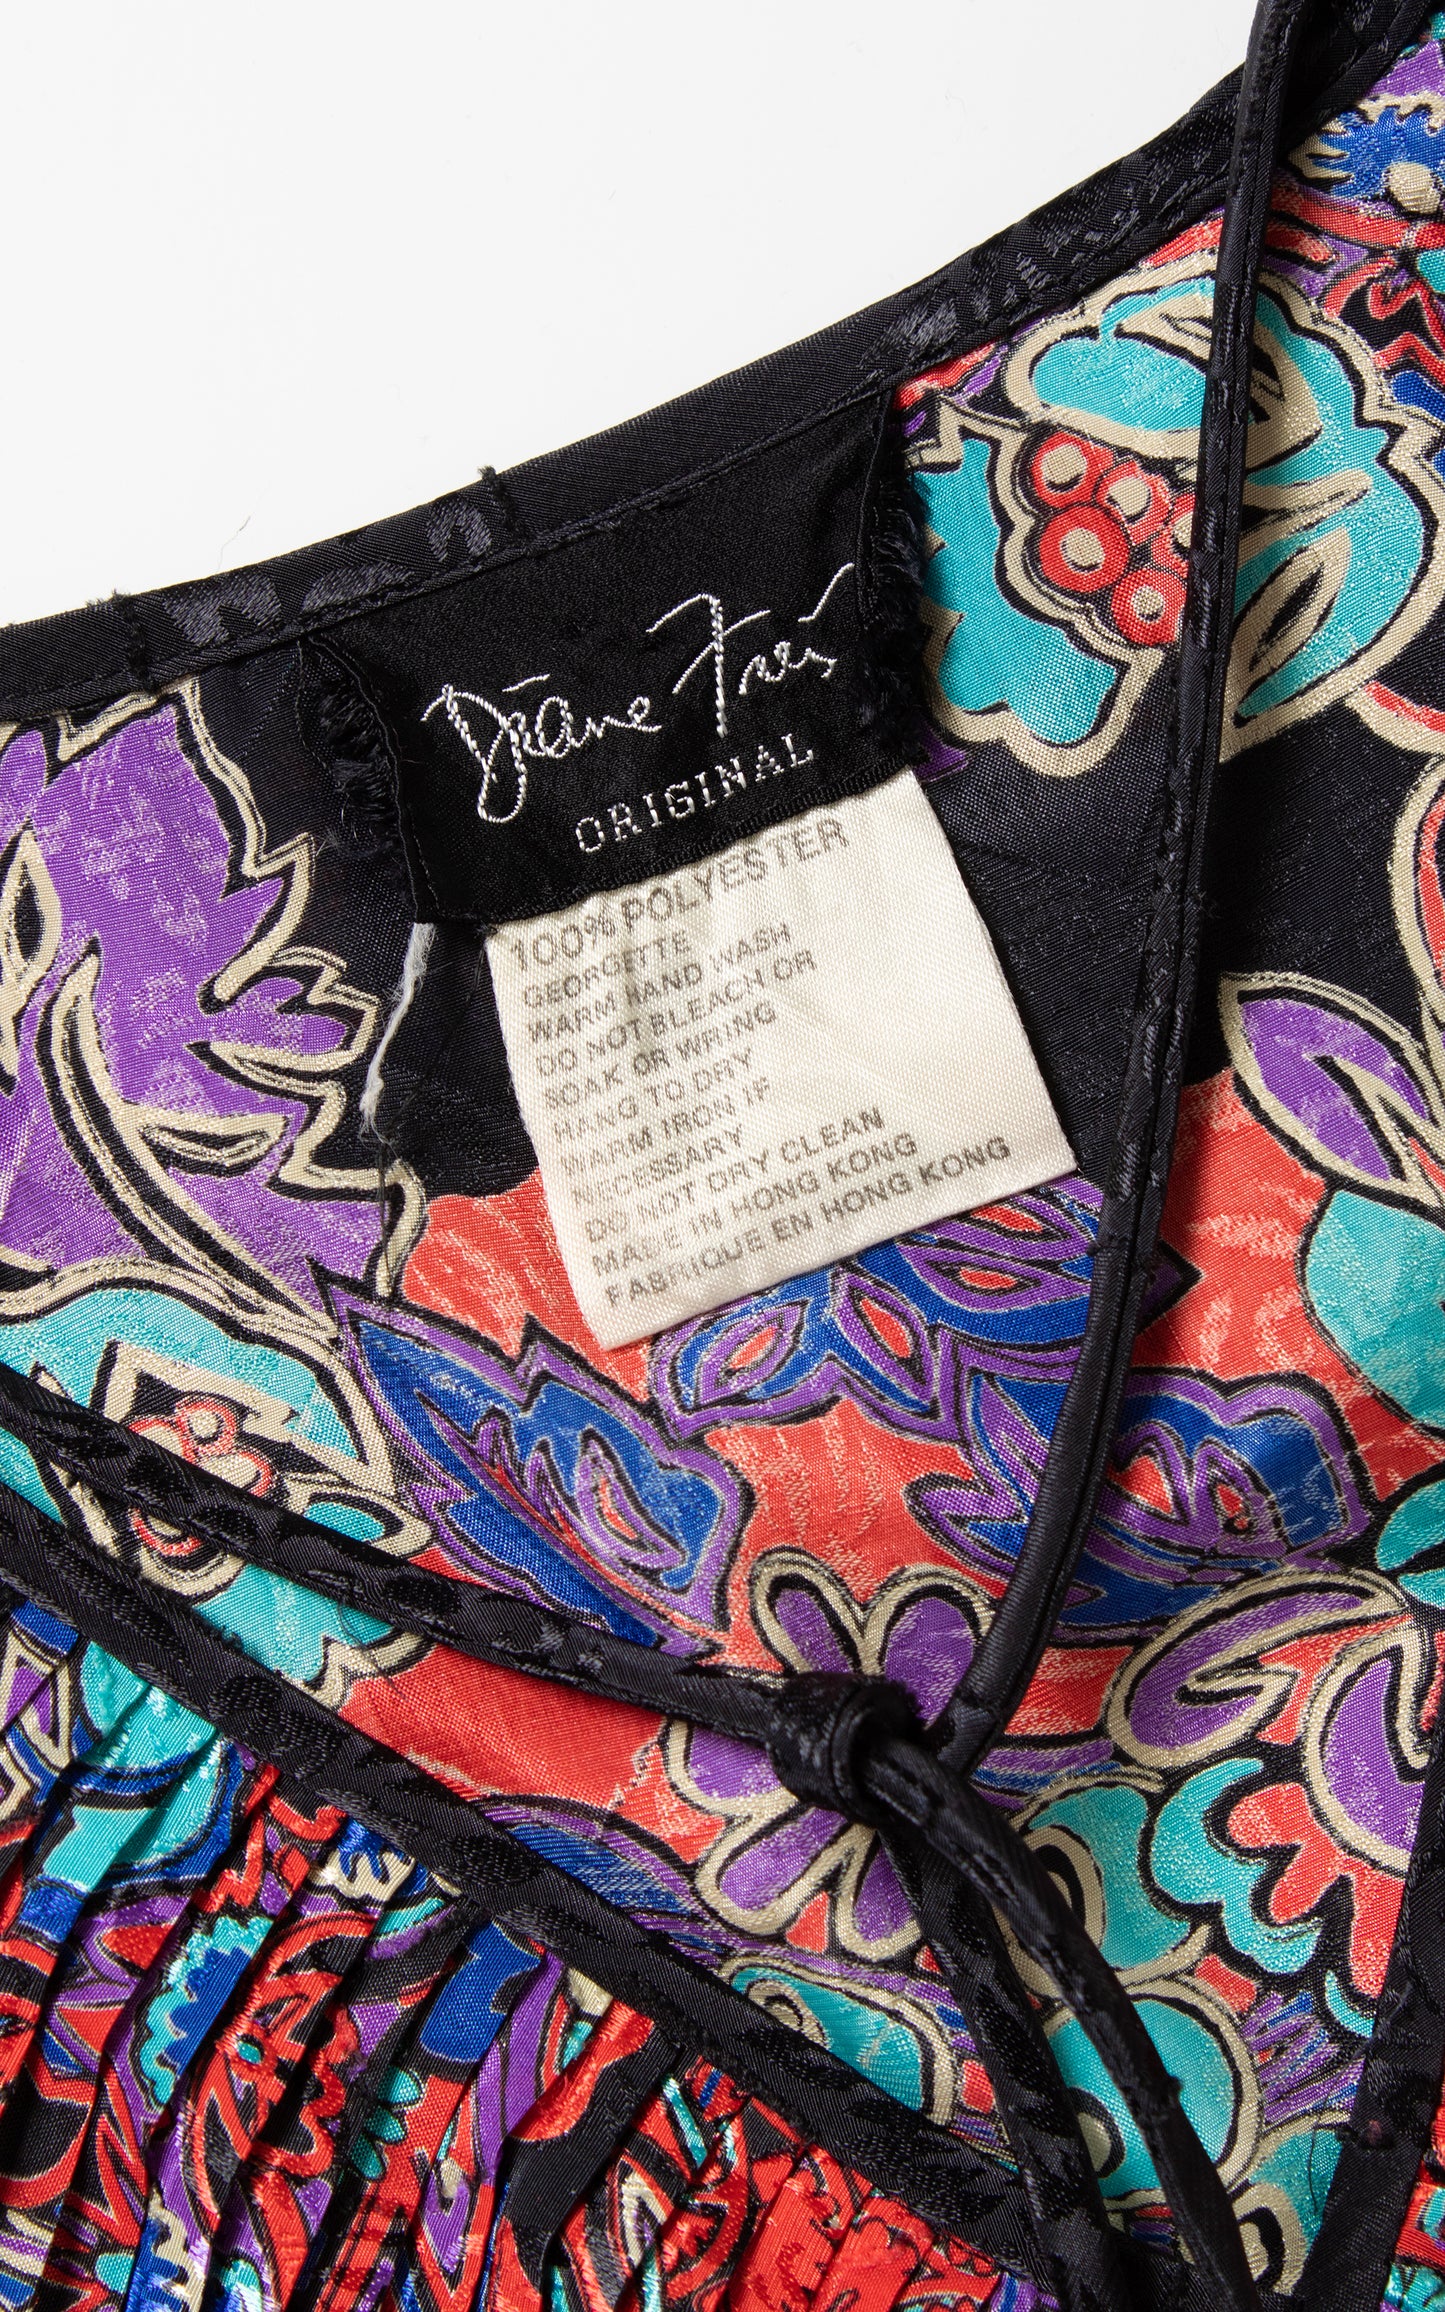 Diane Freis
ORIGINAL
100% POLYESTER
GEORGETTE
WARM HAND WASH
DO NOT BLEACH OR
SOAK OR WRING
HANG TO DRY
WARM IRON IF
NECESSARY
DO NOT DRY CLEAN
MADE IN HONG KONG
FABRIQUE EN HONG KONG